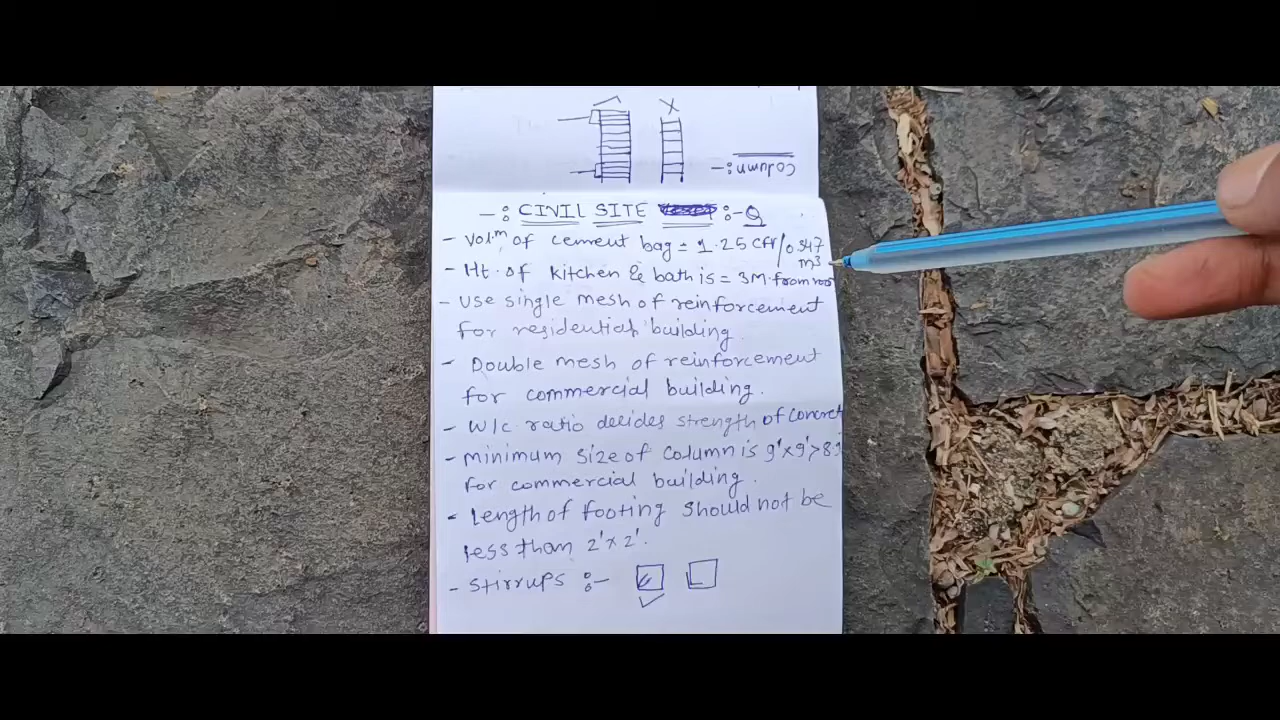 Column :-
-: CIVIL SITE :- Q
- Vol.m of cement bag = 1.25 cft/0.347 m3
- Ht. of kitchen & bath is = 3M from
- Use single mesh of reinforcement
for residential building.
- Double mesh of reinforcement
for commercial building.
- W/c ratio decides strength of Concret
- minimum size of Column is 9'x9'>
for commercial building.
- Length of footing should not be
less than 2'x2'.
- Stirrups :-